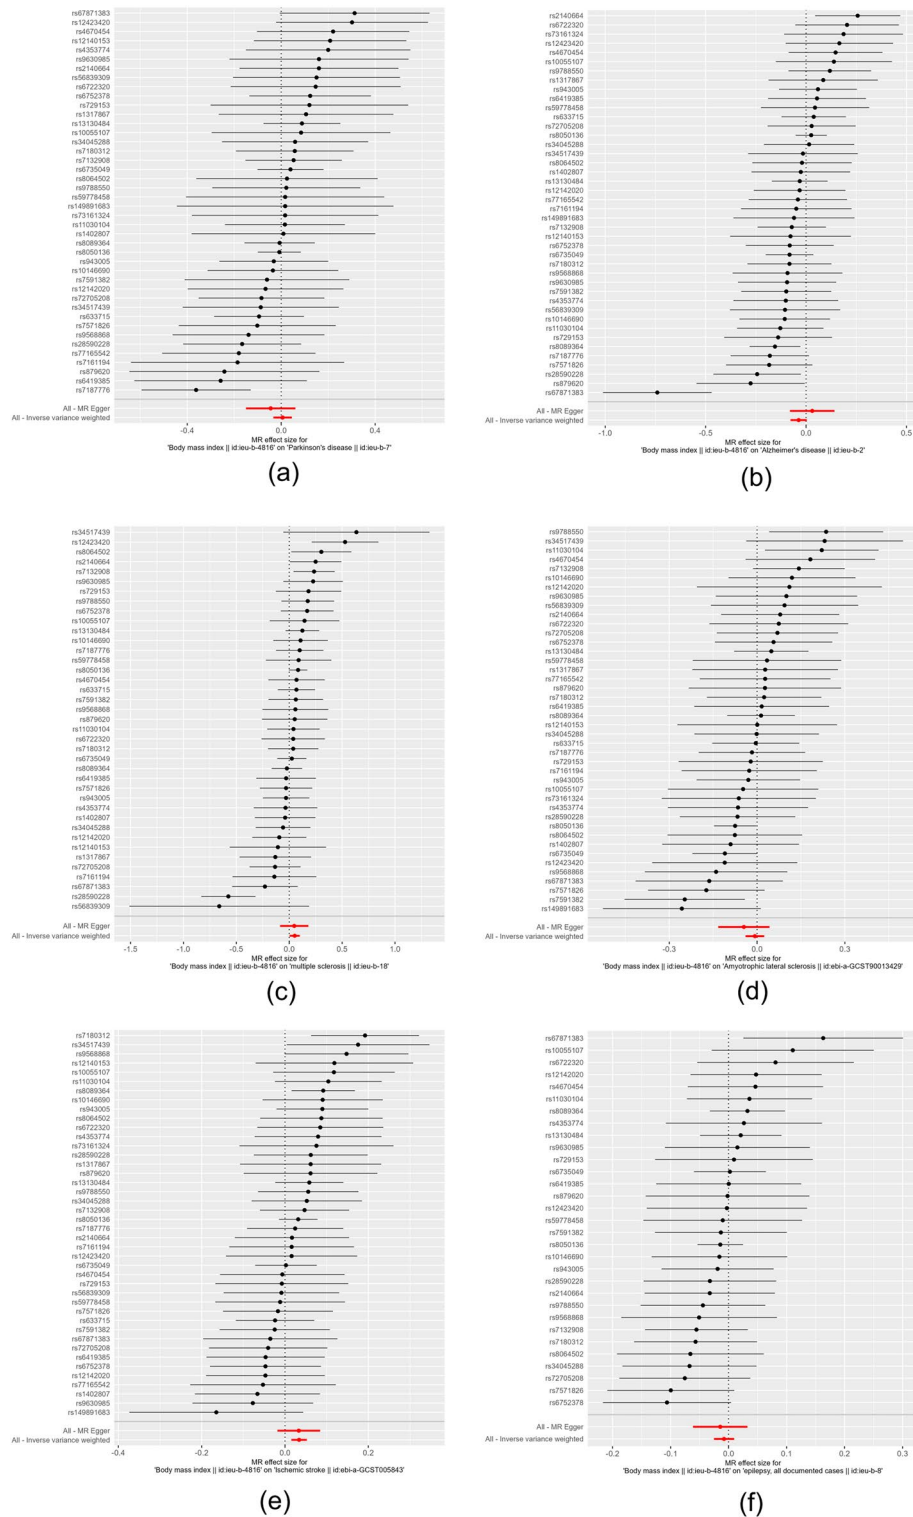 rs67871383
rs12423420
rs4670454
rs12140153
rs4353774
rs9630985
rs2140664
rs56839309
rs6722320
rs6752378
rs729153
rs1317867
rs13130484
rs10055107
rs34045288
rs7180312
rs7132908
rs6735049
rs8064502
rs9788550
rs59778458
rs149891683
rs73161324
rs11030104
rs1402807
rs8089364
rs8050136
rs943005
rs10146690
rs7591382
rs12142020
rs72705208
rs34517439
rs633715
rs7571826
rs9568868
rs28590228
rs77165542
rs7161194
rs879620
rs6419385
rs7187776
All - MR Egger
All - Inverse variance weighted
-0.4 0.0 0.4
MR effect size for
'Body mass index || id:ieu-b-4816' on 'Parkinson's disease || id:ieu-b-7'
(a)
rs2140664
rs6722320
rs73161324
rs12423420
rs4670454
rs10055107
rs9788550
rs1317867
rs943005
rs6419385
rs59778458
rs633715
rs72705208
rs8050136
rs34045288
rs34517439
rs8064502
rs1402807
rs13130484
rs12142020
rs77165542
rs7161194
rs149891683
rs7132908
rs12140153
rs6752378
rs6735049
rs7180312
rs9568868
rs9630985
rs7591382
rs4353774
rs56839309
rs10146690
rs11030104
rs729153
rs8089364
rs7187776
rs7571826
rs28590228
rs879620
rs67871383
All - MR Egger
All - Inverse variance weighted
-1.0 -0.5 0.0 0.5
MR effect size for
'Body mass index || id:ieu-b-4816' on 'Alzheimer's disease || id:ieu-b-2'
(b)
rs34517439
rs12423420
rs8064502
rs2140664
rs7132908
rs9630985
rs729153
rs9788550
rs6752378
rs10055107
rs13130484
rs10146690
rs7187776
rs59778458
rs8050136
rs4670454
rs633715
rs7591382
rs9568868
rs879620
rs11030104
rs6722320
rs7180312
rs6735049
rs8089364
rs6419385
rs7571826
rs943005
rs4353774
rs1402807
rs34045288
rs12142020
rs12140153
rs1317867
rs72705208
rs7161194
rs67871383
rs28590228
rs56839309
All - MR Egger
All - Inverse variance weighted
-1.5 -1.0 -0.5 0.0 0.5 1.0
MR effect size for
'Body mass index || id:ieu-b-4816' on 'multiple sclerosis || id:ieu-b-18'
(c)
rs9788550
rs34517439
rs11030104
rs4670454
rs7132908
rs10146690
rs12142020
rs9630985
rs56839309
rs2140664
rs6722320
rs72705208
rs6752378
rs13130484
rs59778458
rs1317867
rs77165542
rs879620
rs7180312
rs6419385
rs8089364
rs12140153
rs34045288
rs633715
rs7187776
rs729153
rs7161194
rs943005
rs10055107
rs73161324
rs4353774
rs28590228
rs8050136
rs8064502
rs1402807
rs6735049
rs12423420
rs9568868
rs67871383
rs7571826
rs7591382
rs149891683
All - MR Egger
All - Inverse variance weighted
-0.3 0.0 0.3
MR effect size for
'Body mass index || id:ieu-b-4816' on 'Amyotrophic lateral sclerosis || id:ebi-a-GCST90013429'
(d)
rs7180312
rs34517439
rs9568868
rs12140153
rs10055107
rs11030104
rs8089364
rs10146690
rs943005
rs8064502
rs6722320
rs4353774
rs73161324
rs28590228
rs1317867
rs879620
rs13130484
rs9788550
rs34045288
rs7132908
rs8050136
rs7187776
rs2140664
rs7161194
rs12423420
rs6735049
rs4670454
rs729153
rs56839309
rs59778458
rs7571826
rs633715
rs7591382
rs67871383
rs72705208
rs6419385
rs6752378
rs12142020
rs77165542
rs1402807
rs9630985
rs149891683
All - MR Egger
All - Inverse variance weighted
-0.4 -0.2 0.0 0.2
MR effect size for
'Body mass index || id:ieu-b-4816' on 'Ischemic stroke || id:ebi-a-GCST005843'
(e)
rs67871383
rs10055107
rs6722320
rs12142020
rs4670454
rs11030104
rs8089364
rs4353774
rs13130484
rs9630985
rs729153
rs6735049
rs6419385
rs879620
rs12423420
rs59778458
rs7591382
rs8050136
rs10146690
rs943005
rs28590228
rs2140664
rs9788550
rs9568868
rs7132908
rs7180312
rs8064502
rs34045288
rs72705208
rs7571826
rs6752378
All - MR Egger
All - Inverse variance weighted
-0.2 -0.1 0.0 0.1 0.2 0.3
MR effect size for
'Body mass index || id:ieu-b-4816' on 'epilepsy, all documented cases || id:ieu-b-8'
(f)